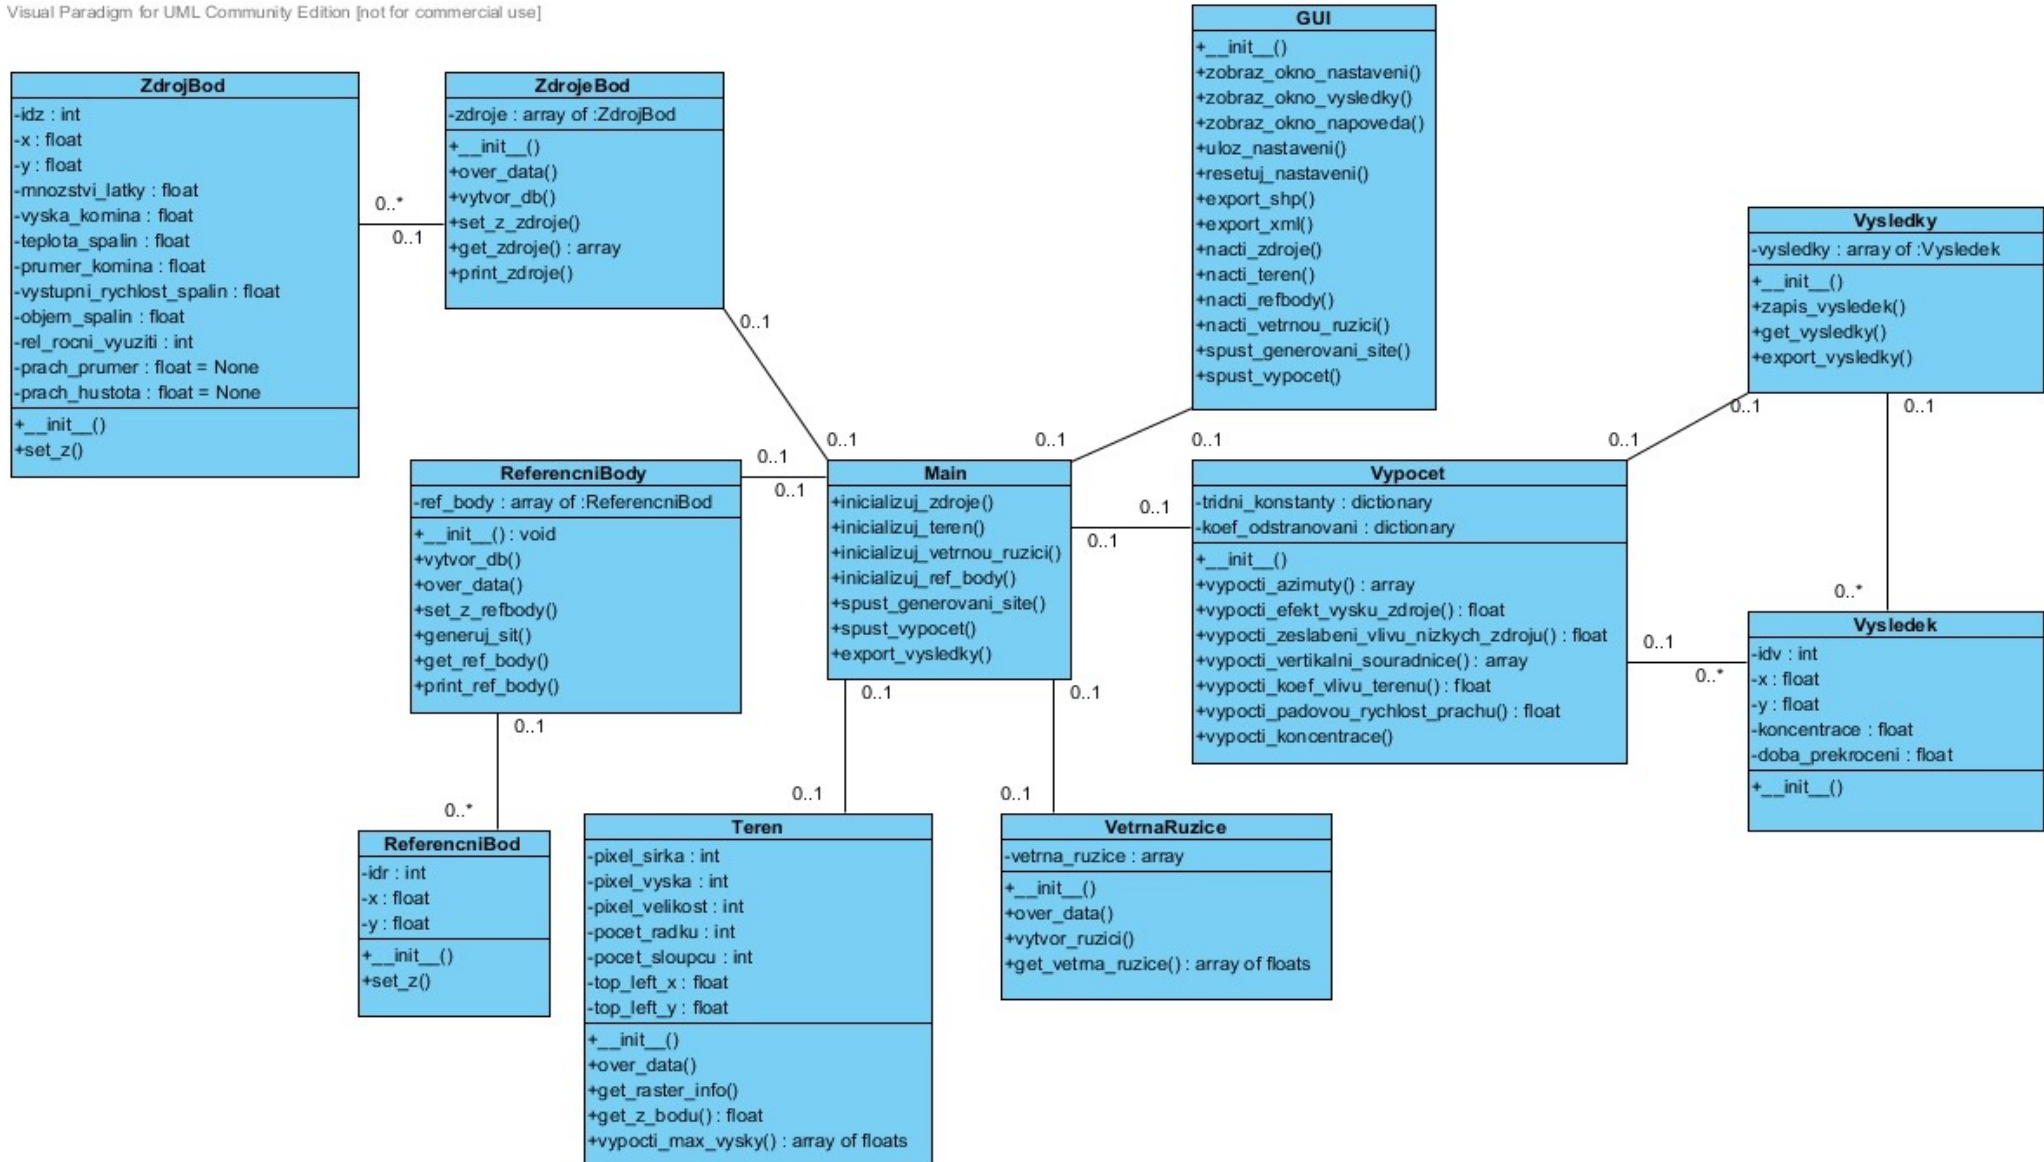 Visual Paradigm for UML Community Edition [not for commercial use]
ZdrojBod
-idz : int
-x : float
-y : float
-mnozstvi_latky : float
-vyska_komina : float
-teplota_spalin : float
-prumer_komina : float
-vystupni_rychlost_spalin : float
-objem_spalin : float
-rel_rocni_vyuziti : int
-prach_prumer : float = None
-prach_hustota : float = None
+__init__()
+set_z()
0..*
0..1
ZdrojeBod
-zdroje : array of :ZdrojBod
+__init__()
+over_data()
+vytvor_db()
+set_z_zdroje()
+get_zdroje() : array
+print_zdroje()
0..1
0..1
GUI
+__init__()
+zobraz_okno_nastaveni()
+zobraz_okno_vysledky()
+zobraz_okno_napoveda()
+uloz_nastaveni()
+resetuj_nastaveni()
+export_shp()
+export_xml()
+nacti_zdroje()
+nacti_teren()
+nacti_refbody()
+nacti_vetrnou_ruzici()
+spust_generovani_site()
+spust_vypocet()
0..1
0..1
Vysledky
-vysledky : array of :Vysledek
+__init__()
+zapis_vysledek()
+get_vysledky()
+export_vysledky()
0..1
0..1
0..1
0..*
ReferencniBody
-ref_body : array of :ReferencniBod
+__init__() : void
+vytvor_db()
+over_data()
+set_z_refbody()
+generuj_sit()
+get_ref_body()
+print_ref_body()
0..1
0..1
Main
+inicializuj_zdroje()
+inicializuj_teren()
+inicializuj_vetrnou_ruzici()
+inicializuj_ref_body()
+spust_generovani_site()
+spust_vypocet()
+export_vysledky()
0..1
0..1
Vypocet
-tridni_konstanty : dictionary
-koef_odstranovani : dictionary
+__init__()
+vypocti_azimuty() : array
+vypocti_efekt_vysku_zdroje() : float
+vypocti_zeslabeni_vlivu_nizkych_zdroju() : float
+vypocti_vertikalni_souradnice() : array
+vypocti_koef_vlivu_terenu() : float
+vypocti_padovou_rychlost_prachu() : float
+vypocti_koncentrace()
0..1
0..*
Vysledek
-idv : int
-x : float
-y : float
-koncentrace : float
-doba_prekroceni : float
+__init__()
0..1
0..*
ReferencniBod
-idr : int
-x : float
-y : float
+__init__()
+set_z()
0..1
0..1
Teren
-pixel_sirka : int
-pixel_vyska : int
-pixel_velikost : int
-pocet_radku : int
-pocet_sloupcu : int
-top_left_x : float
-top_left_y : float
+__init__()
+over_data()
+get_raster_info()
+get_z_bodu() : float
+vypocti_max_vysky() : array of floats
0..1
0..1
VetrnaRuzice
-vetrna_ruzice : array
+__init__()
+over_data()
+vytvor_ruzici()
+get_vetrna_ruzice() : array of floats